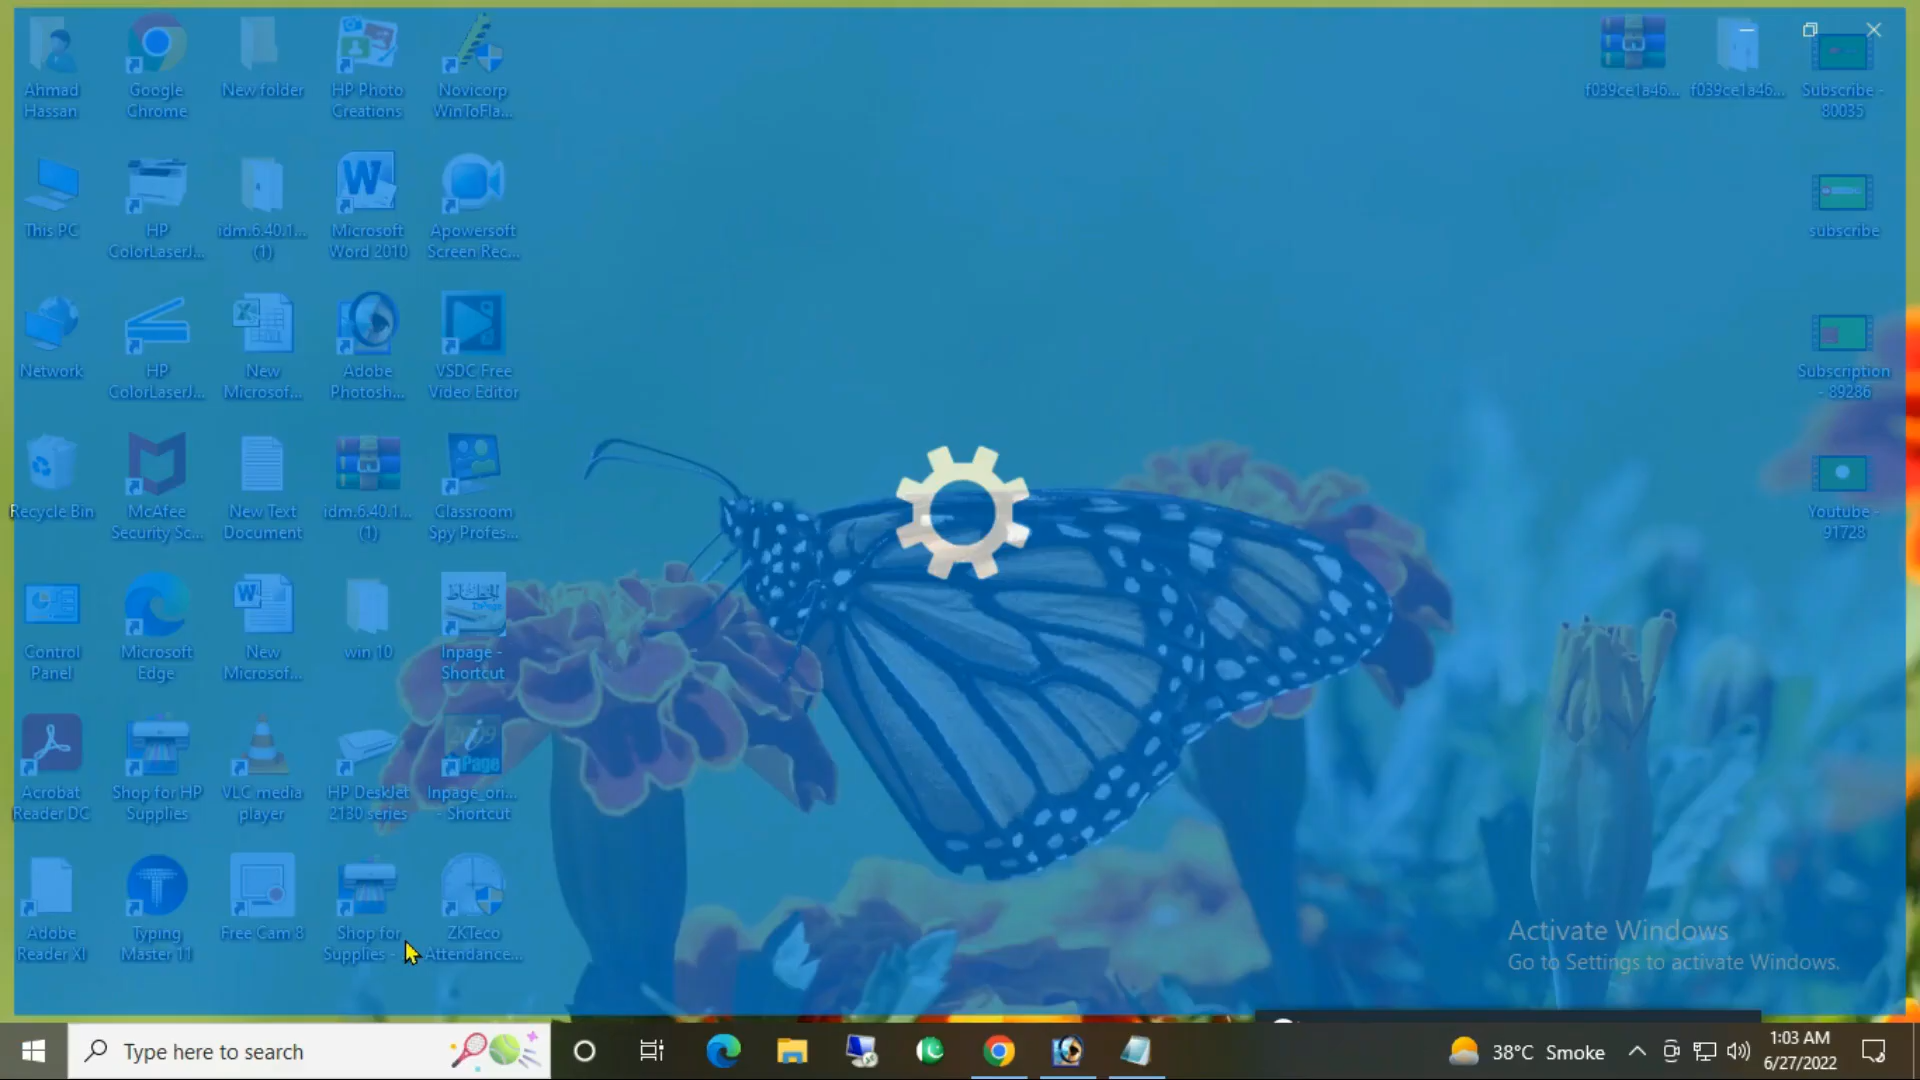 Ahmad
Hassan
Google
Chrome
New folder
HP Photo
Creations
Novicorp
WinToFla...
f039ce1a46...
f039ce1a46...
Subscribe -
80035
This PC
HP
ColorLaserJ...
idm.6.40.1...
(1)
Microsoft
Word 2010
Apowersoft
Screen Rec...
subscribe
Network
HP
ColorLaserJ...
New
Microsof...
Adobe
Photosh...
VSDC Free
Video Editor
Subscription
- 89286
Recycle Bin
McAfee
Security Sc...
New Text
Document
idm.6.40.1...
(1)
Classroom
Spy Profes...
Youtube -
91728
Control
Panel
Microsoft
Edge
New
Microsof...
win 10
Inpage -
Shortcut
Acrobat
Reader DC
Shop for HP
Supplies
VLC media
player
HP DeskJet
2130 series
2009
Page
Inpage_ori...
- Shortcut
Adobe
Reader XI
Typing
Master 11
Free Cam 8
Shop for
Supplies -
ZKTeco
Attendance...
Activate Windows
Go to Settings to activate Windows.
Type here to search
38°C Smoke
1:03 AM
6/27/2022